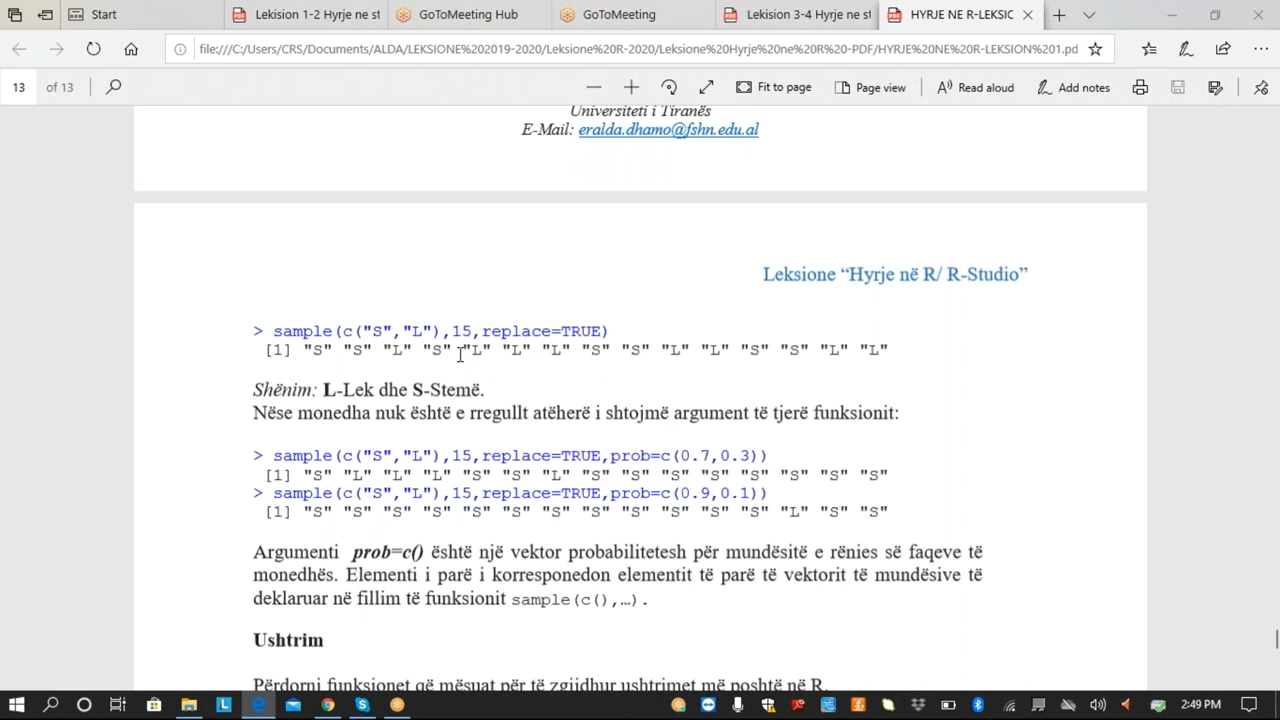 Start
Lekision 1-2 Hyrje ne st
GoToMeeting Hub
GoToMeeting
Lekision 3-4 Hyrje ne st
HYRJE NE R-LEKSIC
file:///C:/Users/CRS/Documents/ALDA/LEKSIONE%202019-2020/Leksione%20R-2020/Leksione%20Hyrje%20ne%20R%20-PDF/HYRJE%20NE%20R-LEKSION%201.pd
13 of 13
Fit to page
Page view
Read aloud
Add notes
Universiteti i Tiranës
E-Mail: eralda.dhamo@fshn.edu.al
Leksione “Hyrje në R/ R-Studio”
> sample(c("S","L"),15,replace=TRUE)
[1] "S" "S" "L" "S" "L" "L" "L" "S" "S" "L" "L" "S" "S" "L" "L"
Shënim: L-Lek dhe S-Stemë.
Nëse monedha nuk është e rregullt atëherë i shtojmë argument të tjerë funksionit:
> sample(c("S","L"),15,replace=TRUE,prob=c(0.7,0.3))
[1] "S" "L" "L" "L" "S" "S" "L" "S" "S" "S" "S" "S" "S" "S" "S"
> sample(c("S","L"),15,replace=TRUE,prob=c(0.9,0.1))
[1] "S" "S" "S" "S" "S" "S" "S" "S" "S" "S" "S" "S" "L" "S" "S"
Argumenti prob=c() është një vektor probabilitetesh për mundësitë e rënies së faqeve të
monedhës. Elementi i parë i korresponedon elementit të parë të vektorit të mundësive të
deklaruar në fillim të funksionit sample(c(),…).
Ushtrim
Përdorni funksionet që mësuat për të zgjidhur ushtrimet më poshtë në R.
2:49 PM